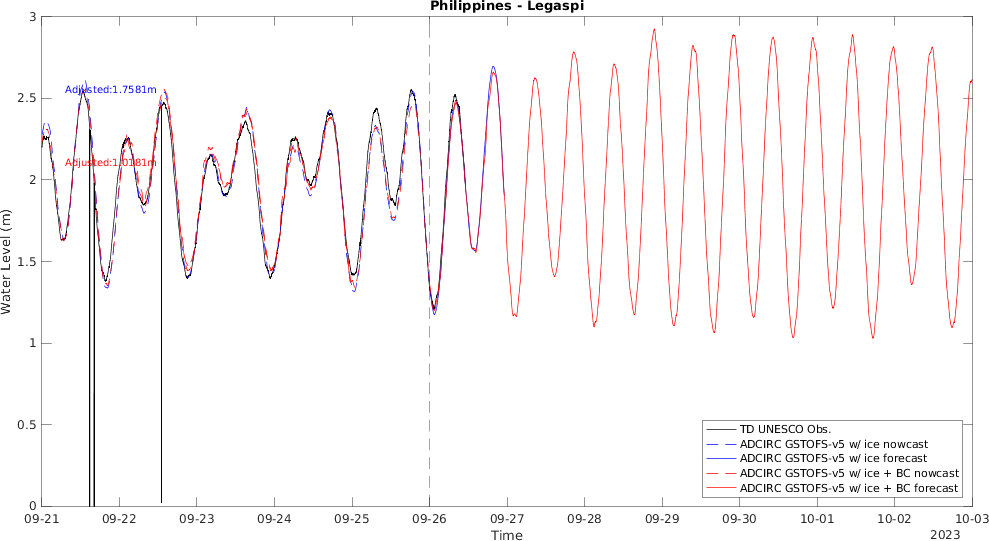 Philippines - Legaspi
3
2.5
2
1.5
1
0.5
0
Water Level (m)
Adjusted:1.7581m
Adjusted:1.0181m
TD UNESCO Obs.
ADCIRC GSTOFS-v5 w/ ice nowcast
ADCIRC GSTOFS-v5 w/ ice forecast
ADCIRC GSTOFS-v5 w/ ice + BC nowcast
ADCIRC GSTOFS-v5 w/ ice + BC forecast
09-21 09-22 09-23 09-24 09-25 09-26 09-27 09-28 09-29 09-30 10-01 10-02 10-03
Time
2023